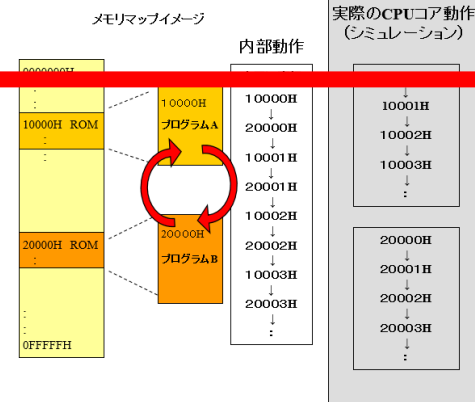 メモリマップイメージ
実際のCPUコア動作
(シミュレーション)
内部動作
:
:
10000H ROM
:
:
20000H ROM
:
:
:
0FFFFFH
10000H
プログラムA
20000H
プログラムB
10000H
↓
20000H
↓
10001H
↓
20001H
↓
10002H
↓
20002H
↓
10003H
↓
20003H
↓
:
↓
10001H
↓
10002H
↓
10003H
↓
:
20000H
↓
20001H
↓
20002H
↓
20003H
↓
: